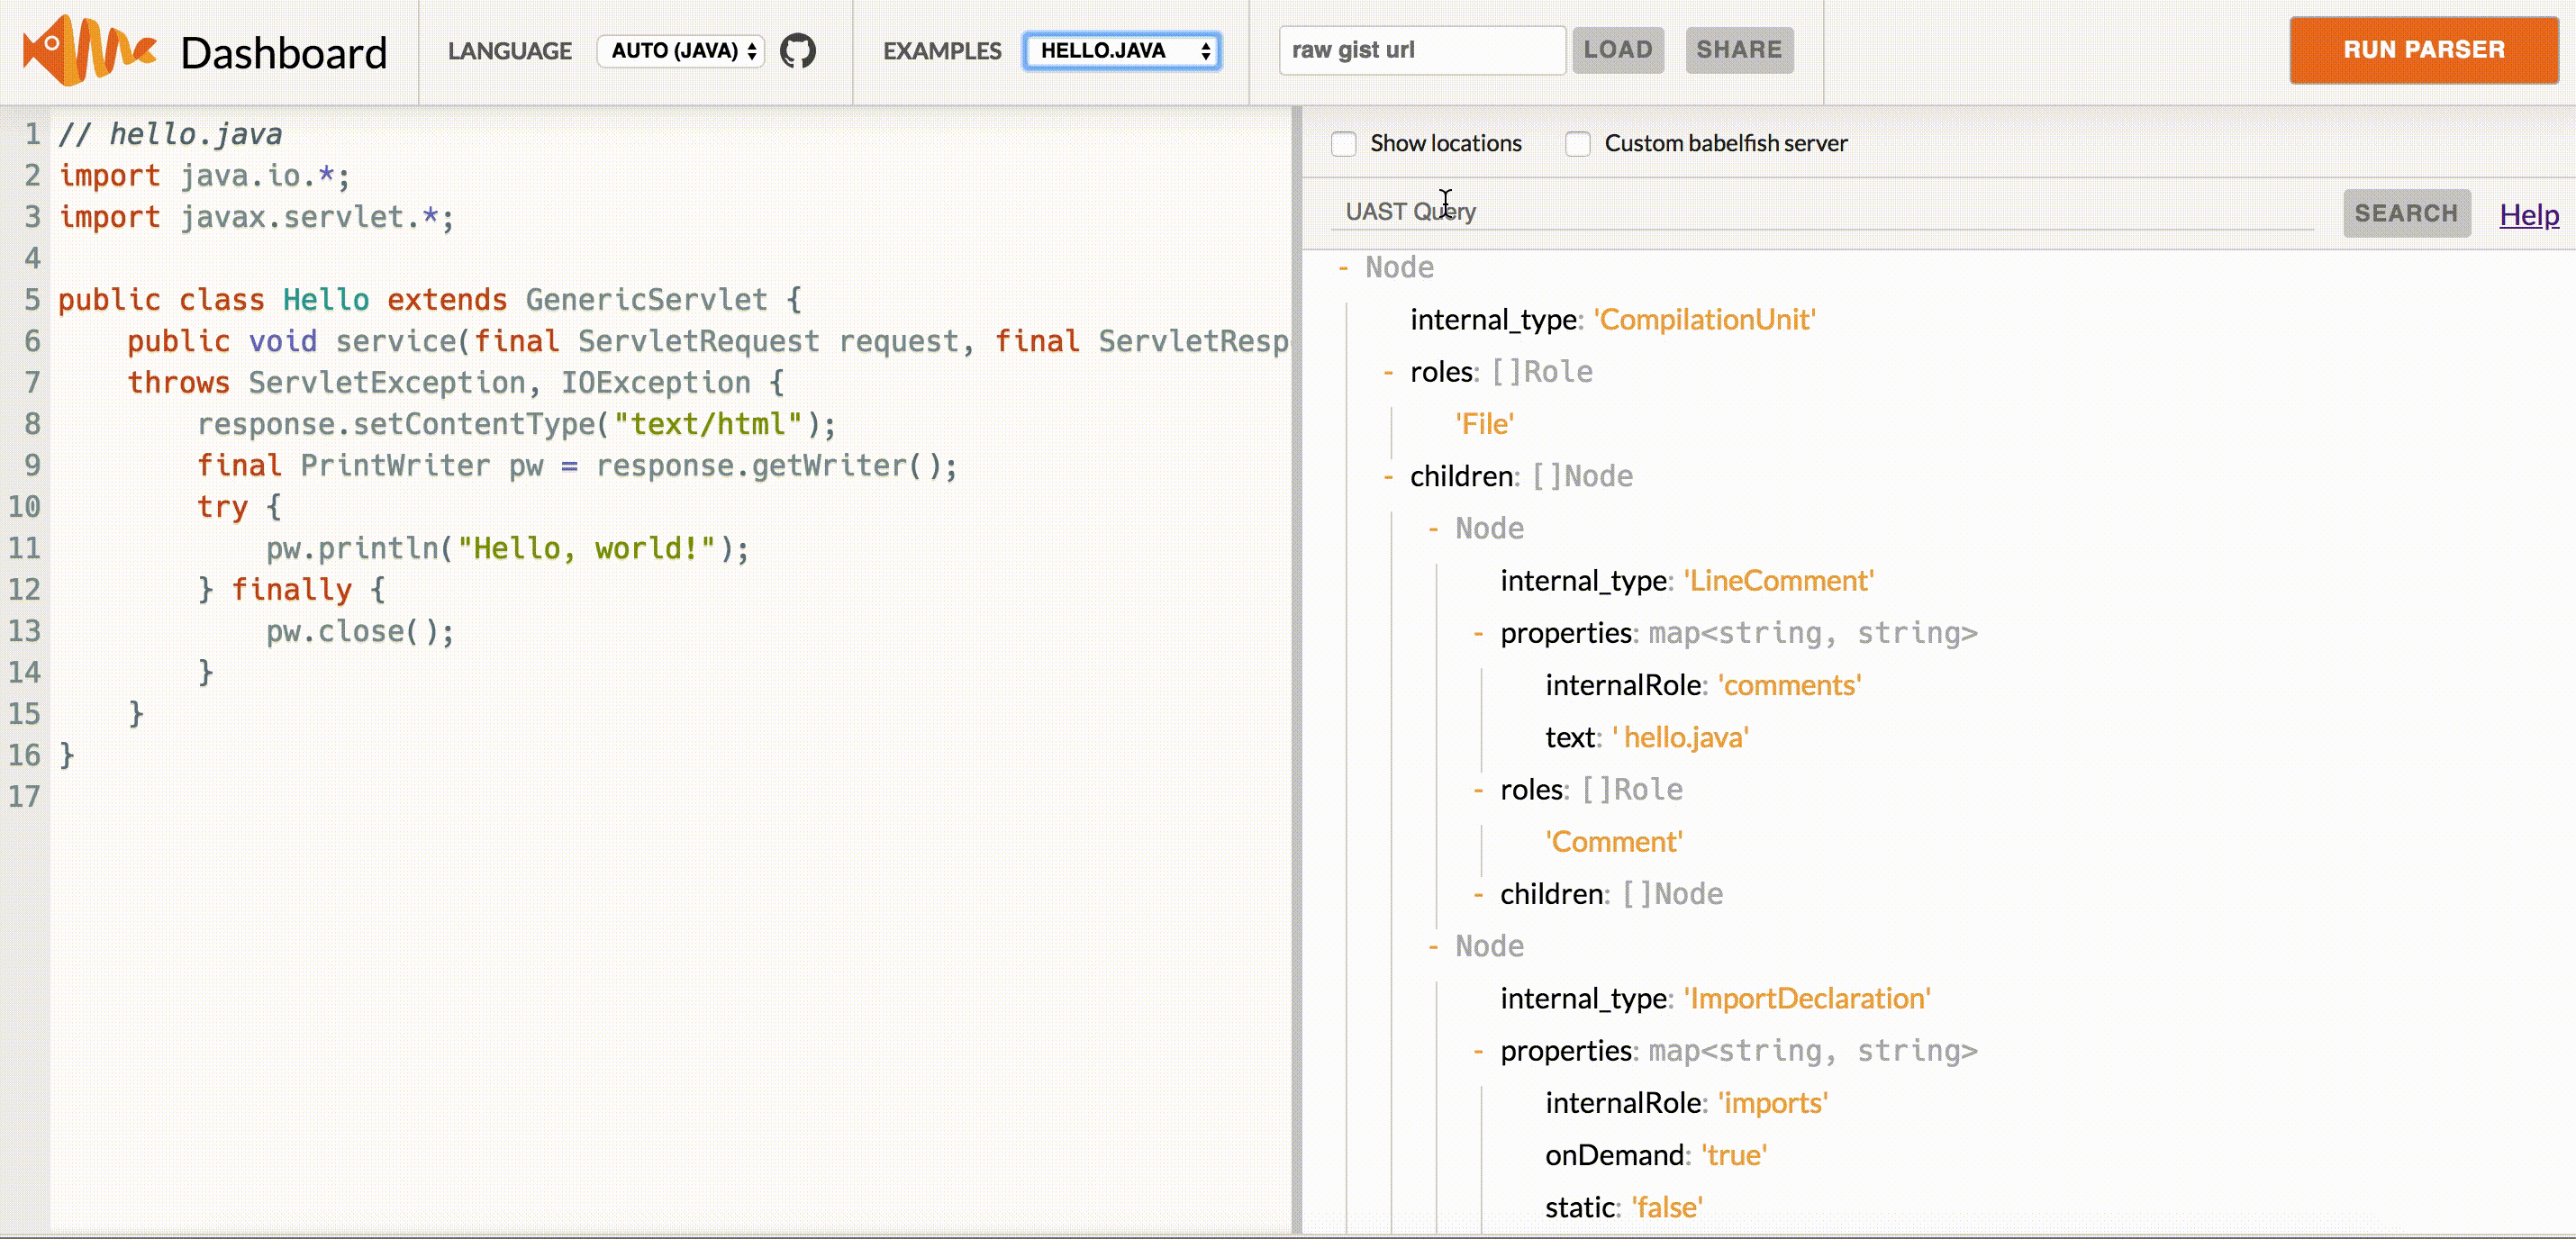 Dashboard LANGUAGE AUTO (JAVA) EXAMPLES HELLO.JAVA raw gist url LOAD SHARE RUN PARSER
1 // hello.java
2 import java.io.*;
3 import javax.servlet.*;
4
5 public class Hello extends GenericServlet {
6 public void service(final ServletRequest request, final ServletResp
7 throws ServletException, IOException {
8 response.setContentType("text/html");
9 final PrintWriter pw = response.getWriter();
10 try {
11 pw.println("Hello, world!");
12 } finally {
13 pw.close();
14 }
15 }
16 }
17
Show locations Custom babelfish server
UAST Query SEARCH Help
- Node
internal_type: 'CompilationUnit'
- roles: []Role
'File'
- children: []Node
- Node
internal_type: 'LineComment'
- properties: map<string, string>
internalRole: 'comments'
text: ' hello.java'
- roles: []Role
'Comment'
- children: []Node
- Node
internal_type: 'ImportDeclaration'
- properties: map<string, string>
internalRole: 'imports'
onDemand: 'true'
static: 'false'